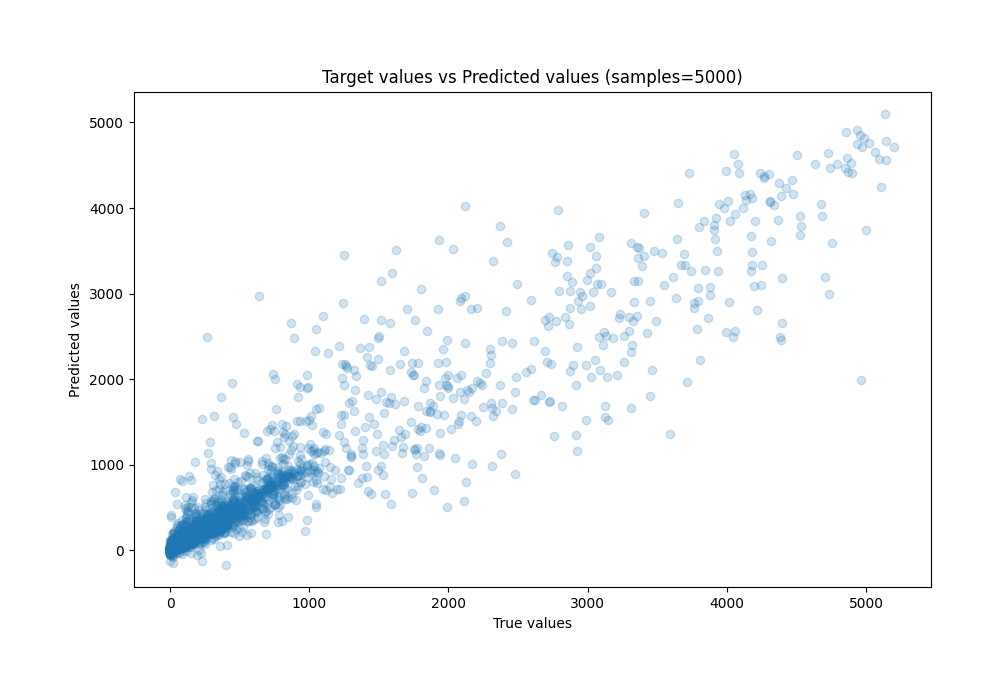 Target values vs Predicted values (samples=5000)
5000
4000
3000
2000
1000
0
Predicted values
0 1000 2000 3000 4000 5000
True values